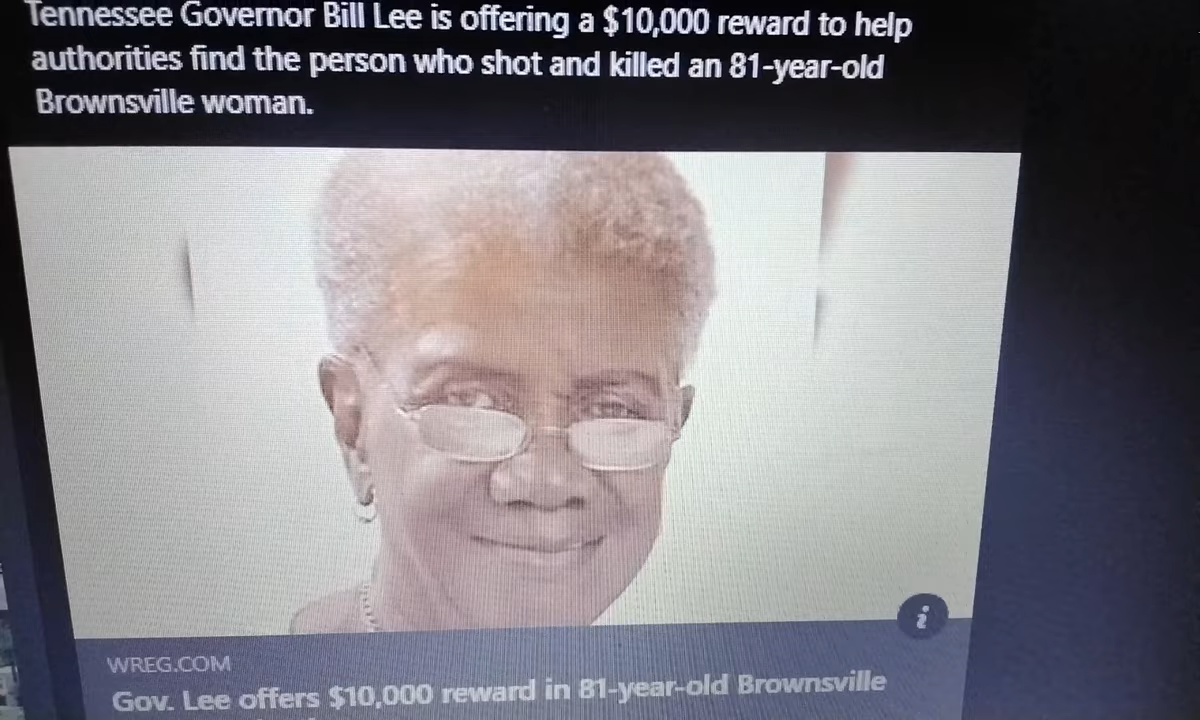 Tennessee Governor Bill Lee is offering a $10,000 reward to help
authorities find the person who shot and killed an 81-year-old
Brownsville woman.
i
WREG.COM
Gov. Lee offers $10,000 reward in 81-year-old Brownsville